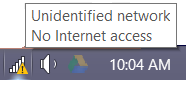 Unidentified network
No Internet access
10:04 AM